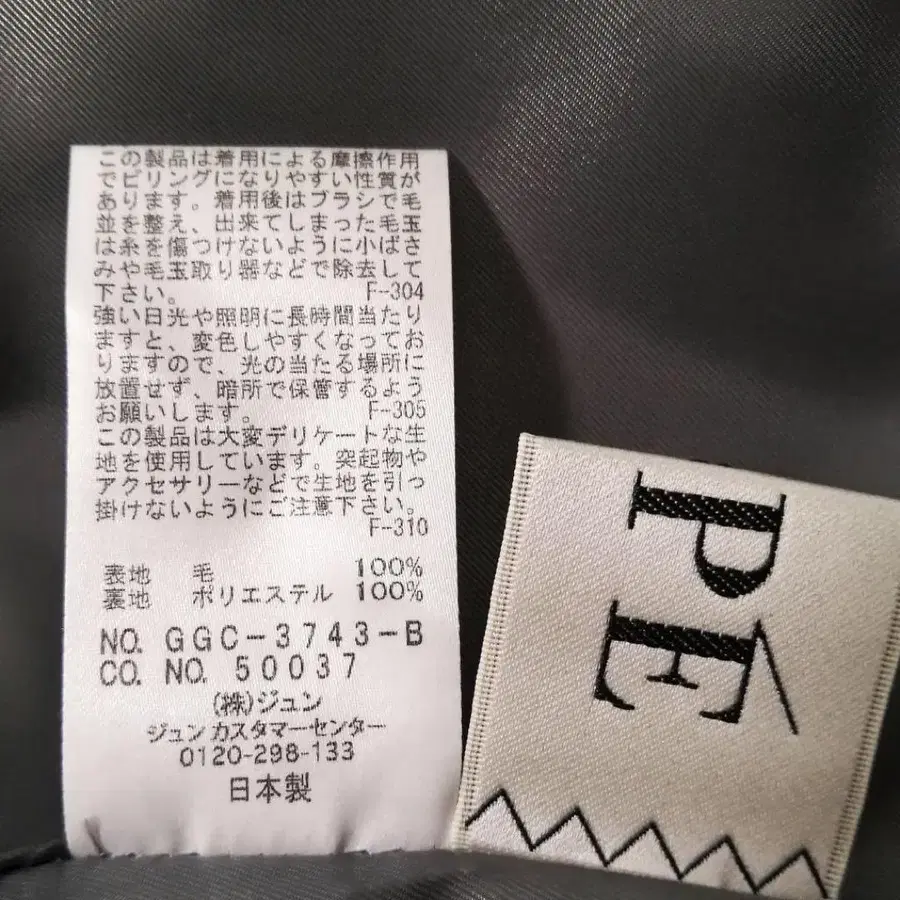 この製品は着用による摩擦作用
でピリングになりやすい性質が
あります。着用後はブラシで毛
並を整え、出来てしまった毛玉
は糸を傷つけないように小ばさ
みや毛玉取り器などで除去して
下さい。 F-304
強い日光や照明に長時間当たり
ますと、変色しやすくなってお
りますので、光の当たる場所に
放置せず、暗所で保管するよう
お願いします。 F-305
この製品は大変デリケートな生
地を使用しています。突起物や
アクセサリーなどで生地を引っ
掛けないようにご注意下さい。
F-310
表地 毛 100%
裏地 ポリエステル 100%
NO. GGC-3743-B
CO. NO. 50037
(株)ジュン
ジュンカスタマーセンター
0120-298-133
日本製
PÉ